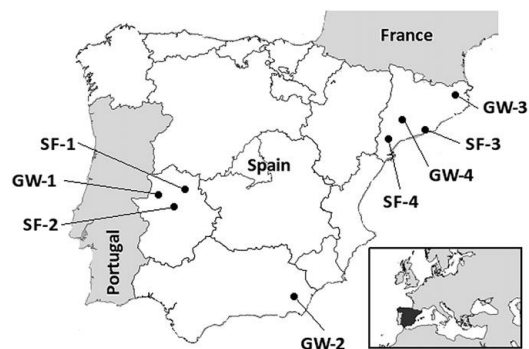 France
GW-3
SF-1
SF-3
GW-1
Spain
GW-4
SF-4
SF-2
Portugal
GW-2